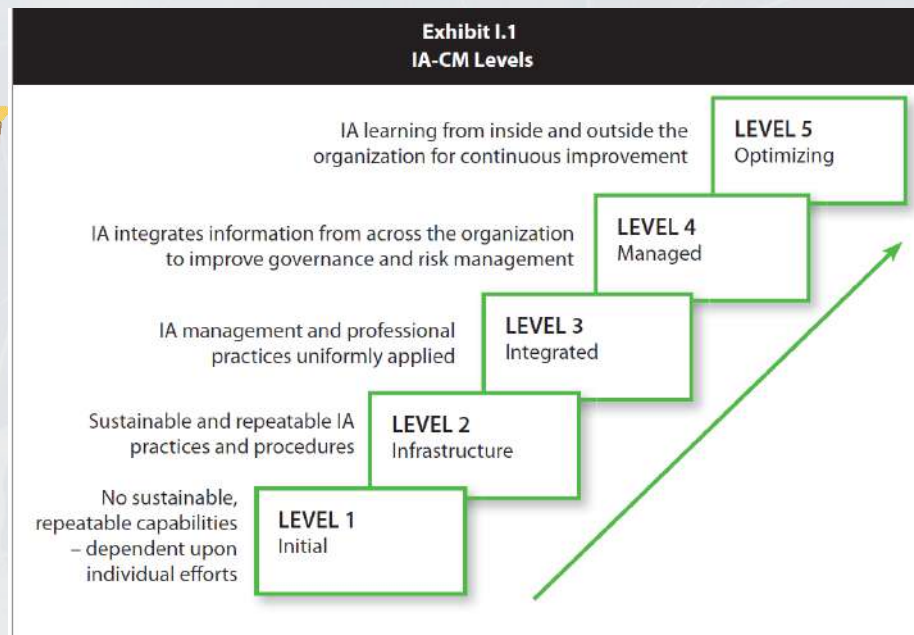 Exhibit I.1
IA-CM Levels
IA learning from inside and outside the
organization for continuous improvement
LEVEL 5
Optimizing
IA integrates information from across the organization
to improve governance and risk management
LEVEL 4
Managed
IA management and professional
practices uniformly applied
LEVEL 3
Integrated
Sustainable and repeatable IA
practices and procedures
LEVEL 2
Infrastructure
No sustainable,
repeatable capabilities
– dependent upon
individual efforts
LEVEL 1
Initial